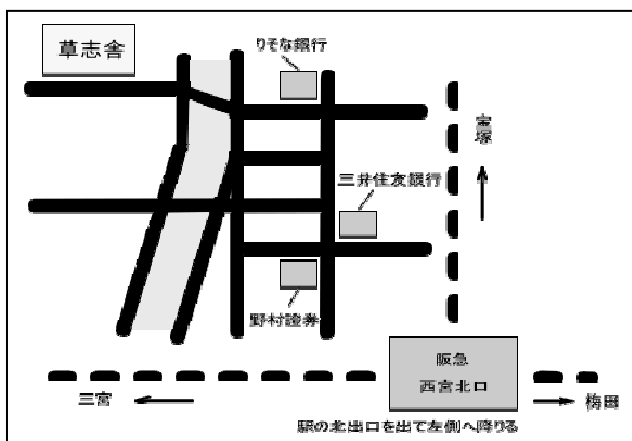 草志舎
りそな銀行
宝塚
三井住友銀行
野村證券
阪急
西宮北口
三宮
梅田
駅の北出口を出て左側へ降りる